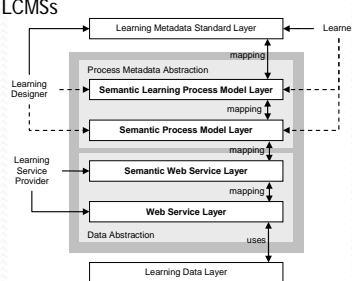 LCMSs
Learning Metadata Standard Layer
Learne
mapping
Process Metadata Abstraction
Learning
Designer
Semantic Learning Process Model Layer
mapping
Semantic Process Model Layer
mapping
Learning
Service
Provider
Semantic Web Service Layer
mapping
Web Service Layer
Data Abstraction
uses
Learning Data Layer